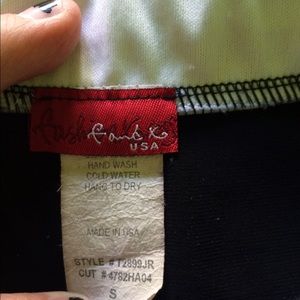 USA
HAND WASH
COLD WATER
HANG TO DRY
MADE IN USA
STYLE # T2899JR
CUT # 4782HA04
S